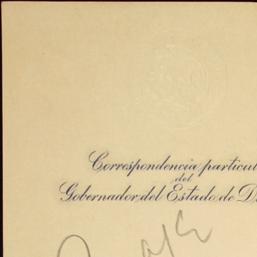 Correspondencia particul
del
Gobernador del Estado de D